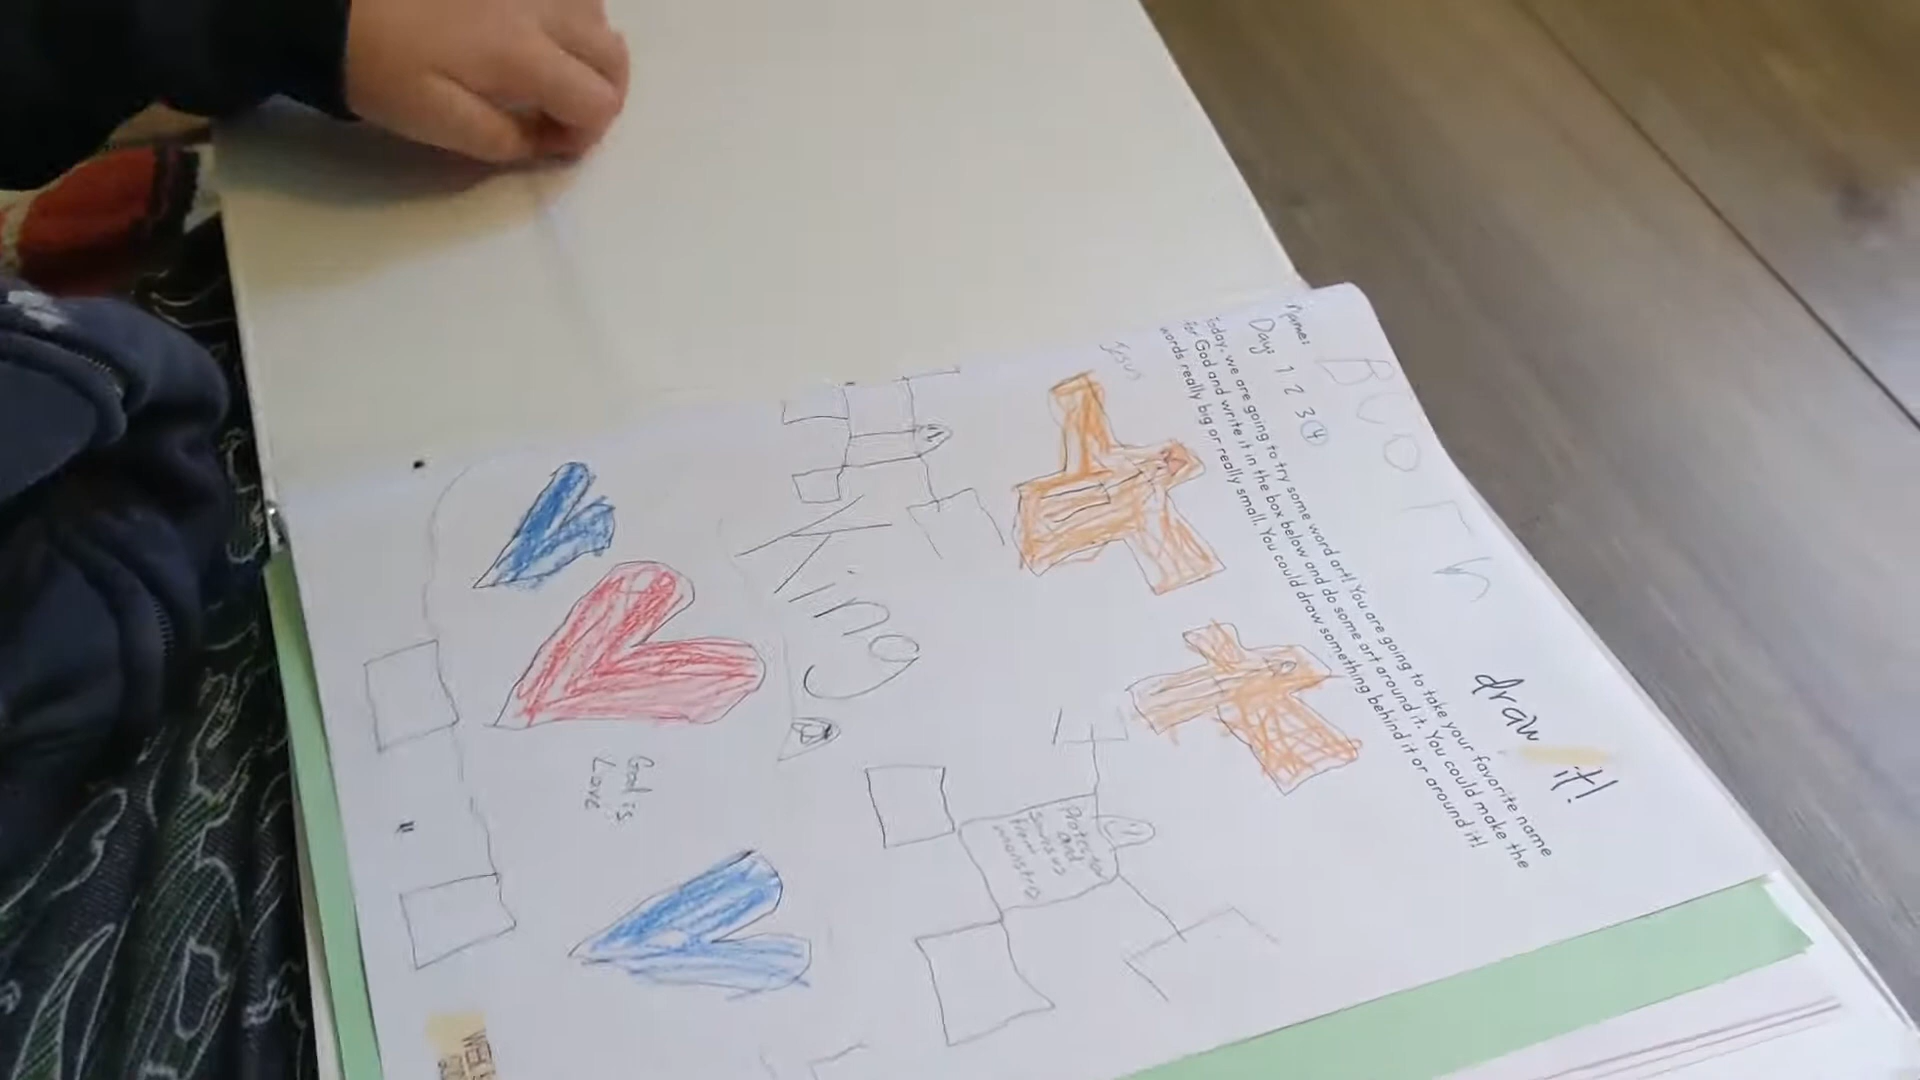 draw it!
Name:
Day: 1 2 3 4
Today, we are going to try some word art! You are going to take your favorite name
for God and write it in the box below and do some art around it. You could make the
words really big or really small. You could draw something behind it or around it!
Jesus
King
God is
Love